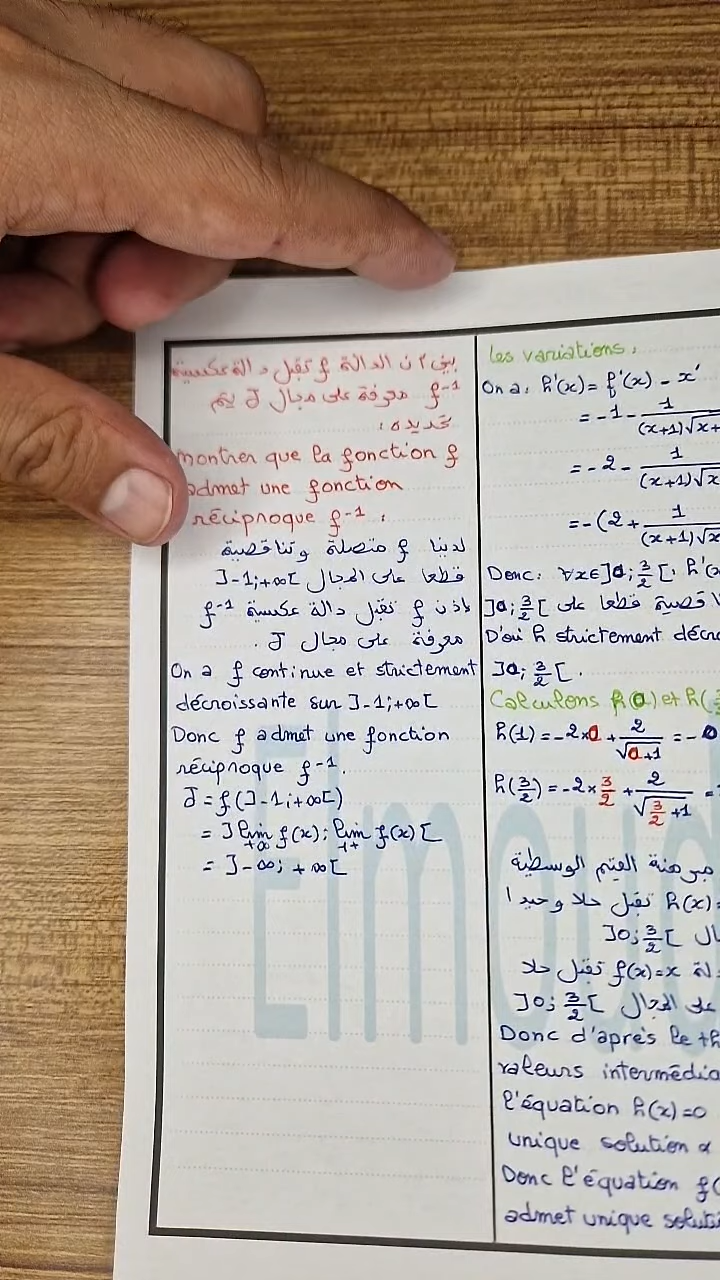 بين ان الدالة f تقبل دالة عكسية
f⁻¹ معرفة على مجال J يتم
تحديده :
montrer que la fonction f
admet une fonction
réciproque f⁻¹ :
لدينا f متصلة وتناقصية
قطعا على المجال ]-1;+∞[
إذن f تقبل دالة عكسية f⁻¹
معرفة على مجال J .
On a f continue et strictement
décroissante sur ]-1;+∞[
Donc f admet une fonction
réciproque f⁻¹.
J = f(]-1;+∞[)
= ]lim +∞ f(x); lim -1+ f(x)[
= ]-∞; +∞[
les variations :
On a: h'(x) = f'(x) - x'
= -1 - 1/((x+1)√x+
= -2 - 1/((x+1)√x
= -(2 + 1/((x+1)√x
Donc: ∀x∈]0;3/2[: h'(x
قصية قطعا على ]0;3/2[
D'où h strictement décr
]0;3/2[.
Calculons h(0) et h(
h(1) = -2×0 + 2/√0+1 = -0
h(3/2) = -2×3/2 + 2/√3/2+1 =
مبرهنة القيم الوسطية
h(x)= تقبل حلا وحيدا
]0;3/2[
f(x)=x تقبل حلا
على المجال ]0;3/2[
Donc d'après le th
valeurs intermédia
l'équation h(x)=0
unique solution α
Donc l'équation f(
admet unique soluti
Elmoud